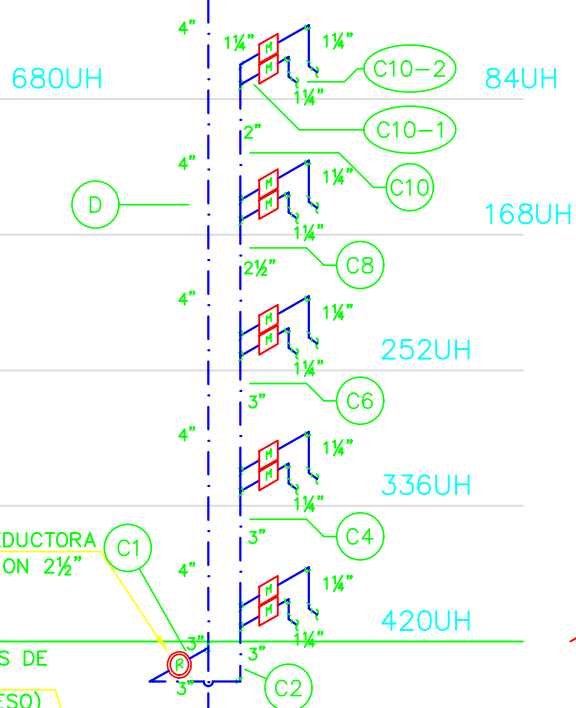 4" 1¼" M 1¼"
680UH M C10-2 84UH
1¼"
C10-1
2"
4" M 1¼" C10
D M
168UH
1¼"
2½" C8
4" M 1¼"
M 252UH
1¼"
3" C6
4" M 1¼"
M 336UH
1¼"
3" C4
EDUCTORA C1
ON 2½" 4" M 1¼"
M 420UH
1¼"
3" 3"
S DE R
3" C2
ESO)